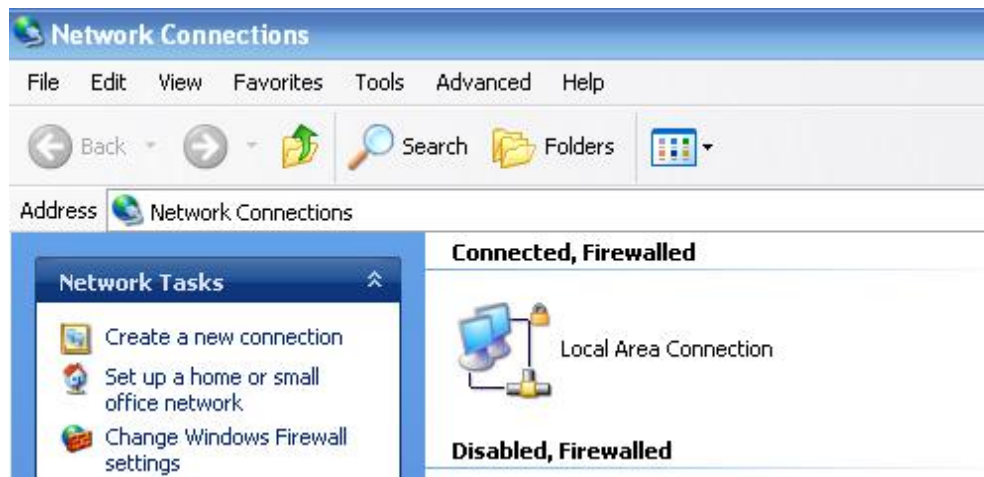 Network Connections
File Edit View Favorites Tools Advanced Help
Back Search Folders
Address Network Connections
Network Tasks
Create a new connection
Set up a home or small
office network
Change Windows Firewall
settings
Connected, Firewalled
Local Area Connection
Disabled, Firewalled